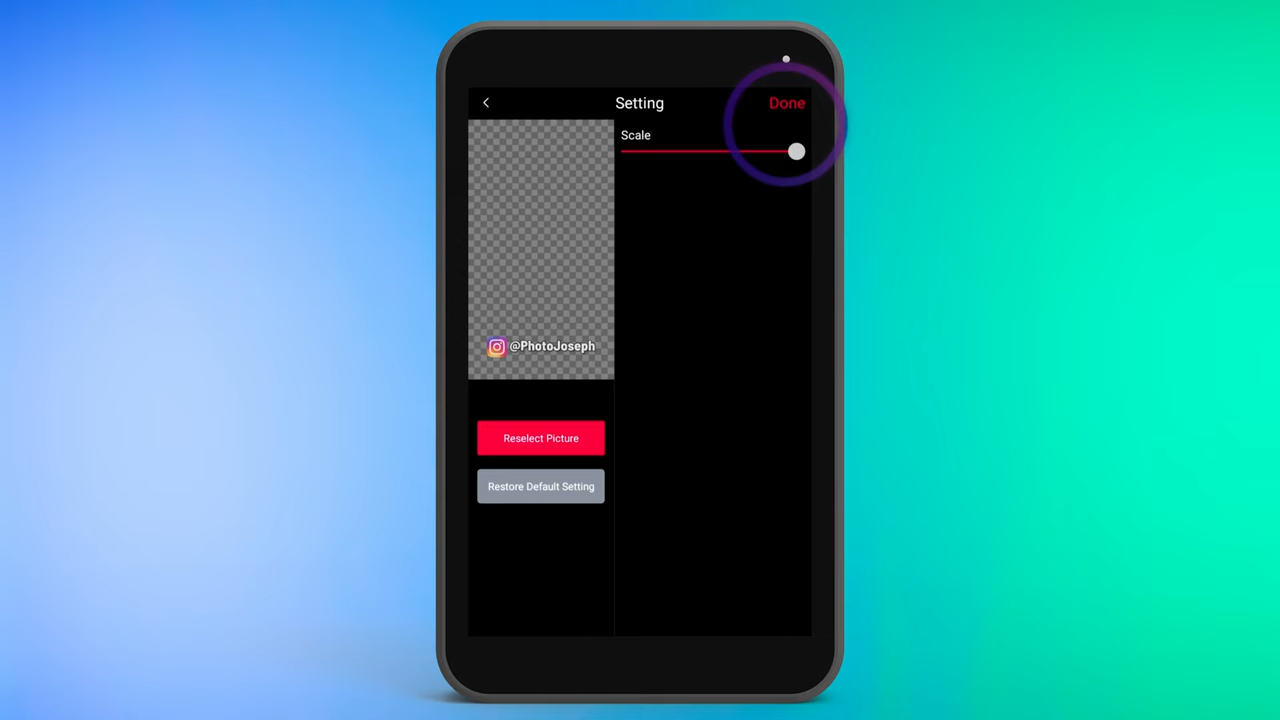 Setting
Done
Scale
@PhotoJoseph
Reselect Picture
Restore Default Setting